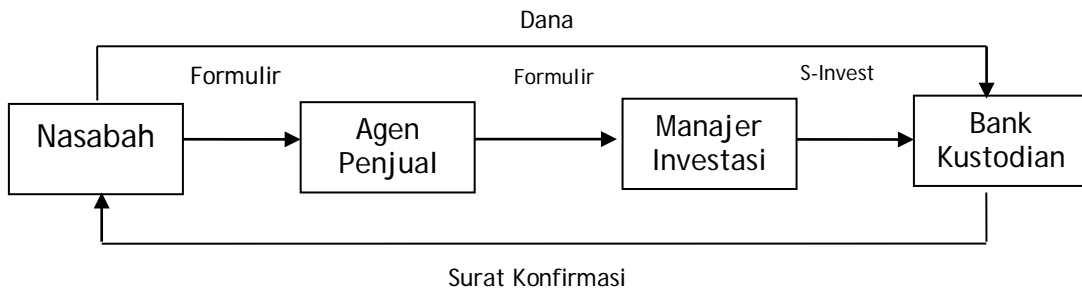 Dana
Formulir
Formulir
S-Invest
Nasabah
Agen
Penjual
Manajer
Investasi
Bank
Kustodian
Surat Konfirmasi